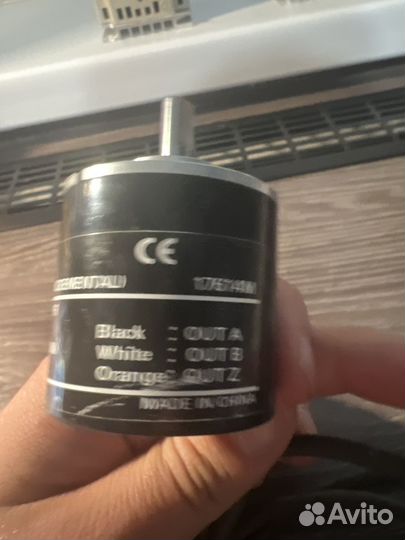 CE
Black : OUT A
White : OUT B
Orange : OUT Z
MADE IN CHINA
Avito